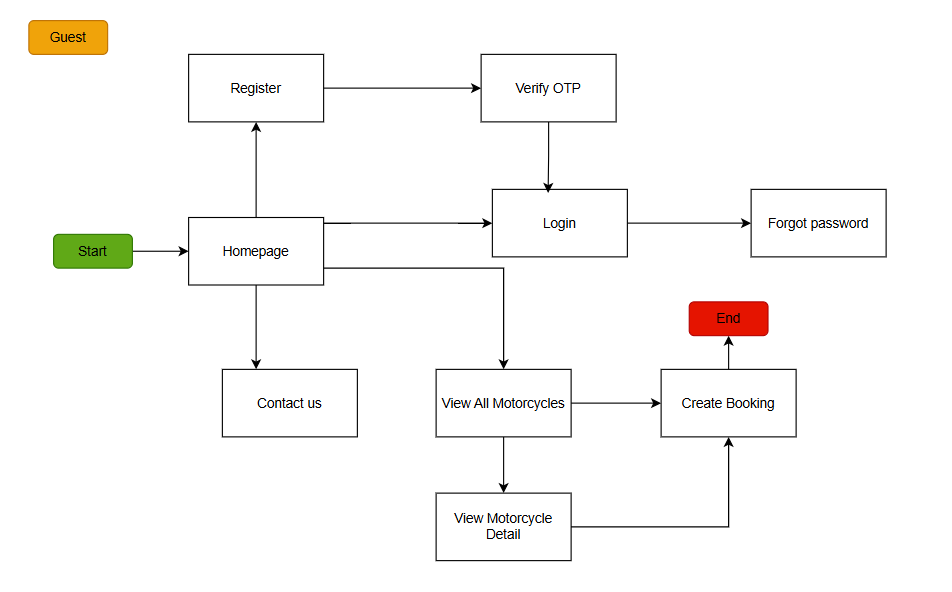 Guest
Register
Verify OTP
Login
Forgot password
Start
Homepage
End
Contact us
View All Motorcycles
Create Booking
View Motorcycle
Detail